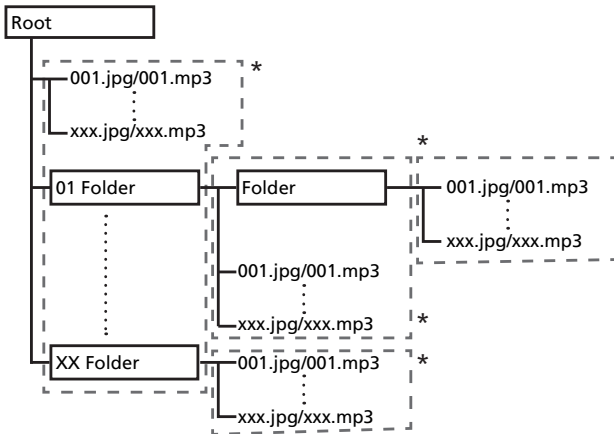 Root
001.jpg/001.mp3 *
xxx.jpg/xxx.mp3
*
01 Folder Folder 001.jpg/001.mp3
xxx.jpg/xxx.mp3
001.jpg/001.mp3
xxx.jpg/xxx.mp3 *
XX Folder 001.jpg/001.mp3 *
xxx.jpg/xxx.mp3